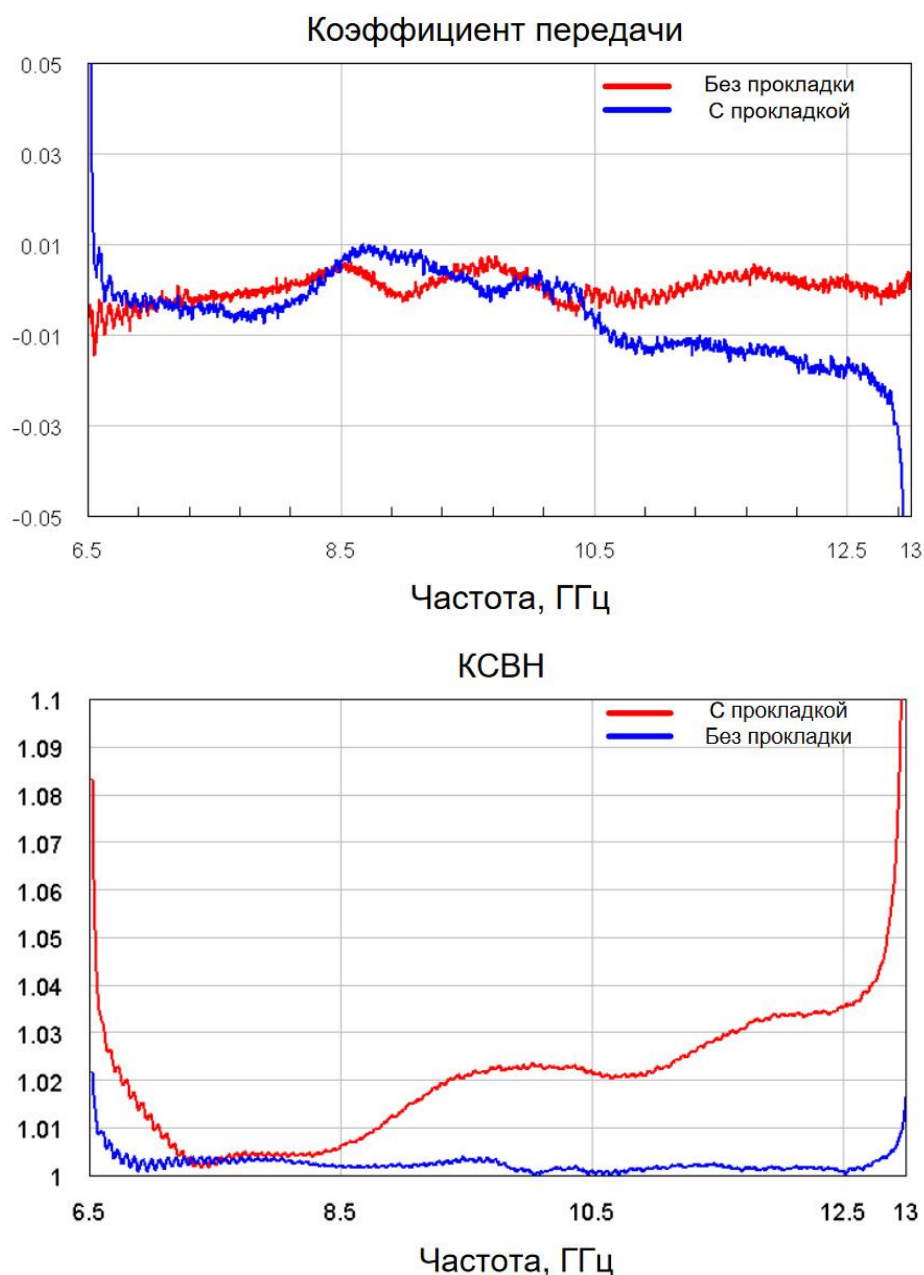 Коэффициент передачи
0.05
0.03
0.01
-0.01
-0.03
-0.05
Без прокладки
С прокладкой
6.5 8.5 10.5 12.5 13
Частота, ГГц
КСВН
1.1
1.09
1.08
1.07
1.06
1.05
1.04
1.03
1.02
1.01
1
С прокладкой
Без прокладки
6.5 8.5 10.5 12.5 13
Частота, ГГц